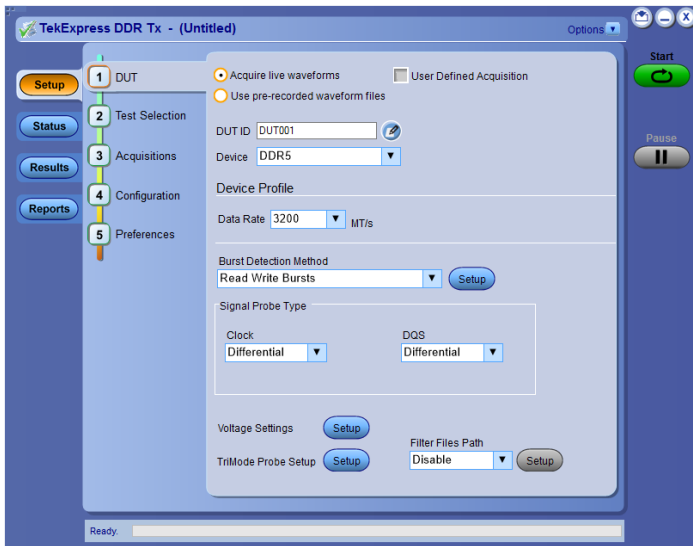 TekExpress DDR Tx - (Untitled)
Options
Start
Pause
Setup
Status
Results
Reports
1 DUT
2 Test Selection
3 Acquisitions
4 Configuration
5 Preferences
Acquire live waveforms
User Defined Acquisition
Use pre-recorded waveform files
DUT ID DUT001
Device DDR5
Device Profile
Data Rate 3200 MT/s
Burst Detection Method
Read Write Bursts Setup
Signal Probe Type
Clock DQS
Differential Differential
Voltage Settings Setup
Filter Files Path
TriMode Probe Setup Setup Disable Setup
Ready.